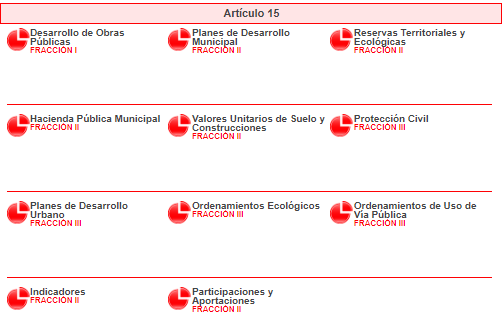 Artículo 15
Desarrollo de Obras
Públicas
FRACCIÓN I
Planes de Desarrollo
Municipal
FRACCIÓN II
Reservas Territoriales y
Ecológicas
FRACCIÓN II
Hacienda Pública Municipal
FRACCIÓN II
Valores Unitarios de Suelo y
Construcciones
FRACCIÓN II
Protección Civil
FRACCIÓN III
Planes de Desarrollo
Urbano
FRACCIÓN III
Ordenamientos Ecológicos
FRACCIÓN III
Ordenamientos de Uso de
Vía Pública
FRACCIÓN III
Indicadores
FRACCIÓN II
Participaciones y
Aportaciones
FRACCIÓN II